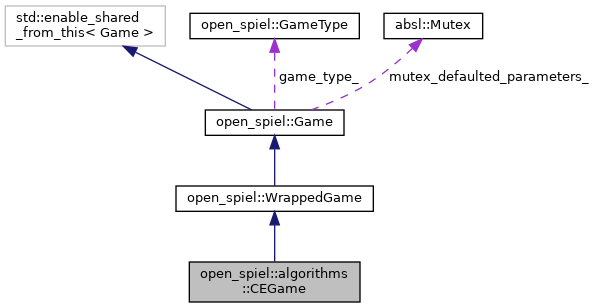 std::enable_shared
_from_this< Game >
open_spiel::GameType
absl::Mutex
game_type_
mutex_defaulted_parameters_
open_spiel::Game
open_spiel::WrappedGame
open_spiel::algorithms
::CEGame